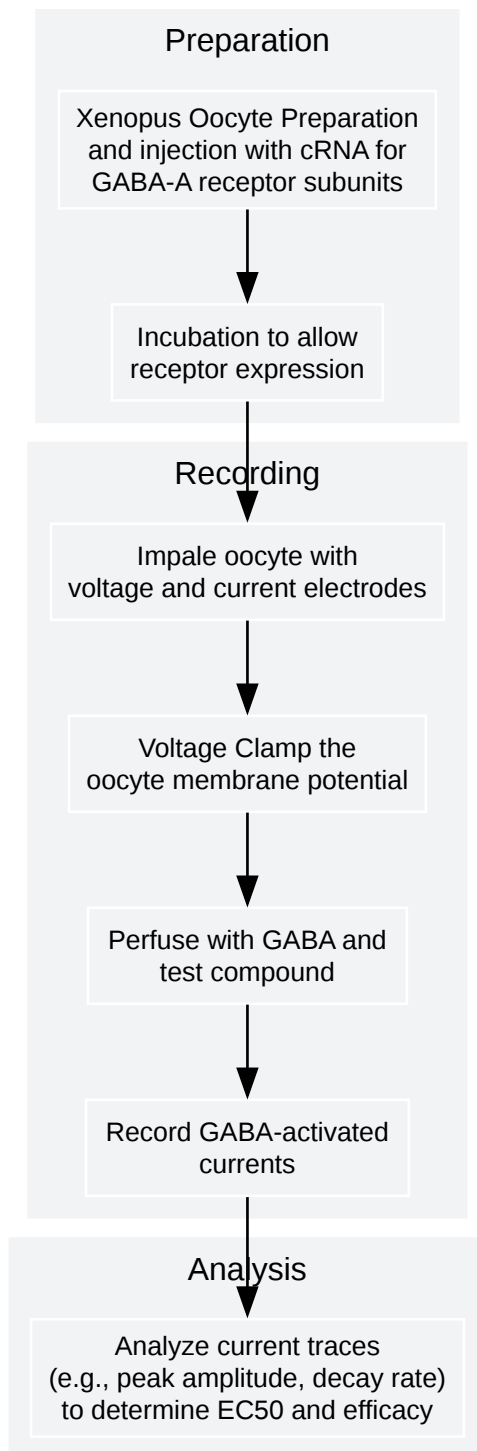 Preparation
Xenopus Oocyte Preparation
and injection with cRNA for
GABA-A receptor subunits
Incubation to allow
receptor expression
Recording
Impale oocyte with
voltage and current electrodes
Voltage Clamp the
oocyte membrane potential
Perfuse with GABA and
test compound
Record GABA-activated
currents
Analysis
Analyze current traces
(e.g., peak amplitude, decay rate)
to determine EC50 and efficacy